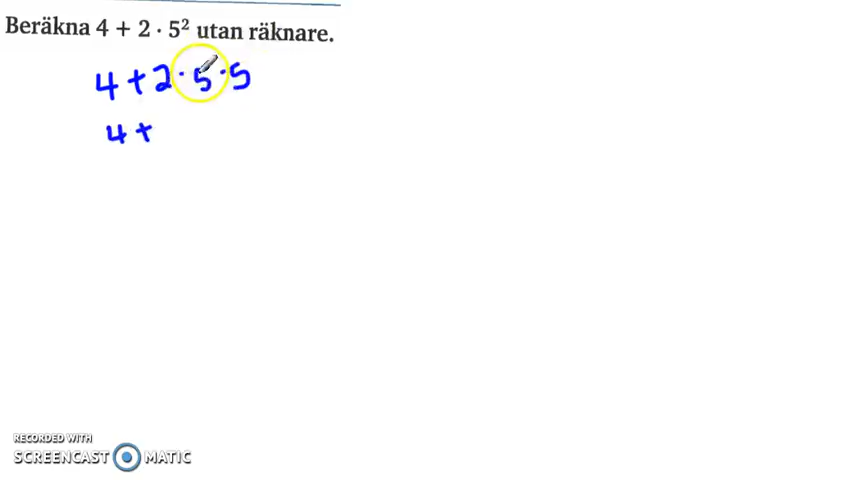 Beräkna 4 + 2 · 5² utan räknare.
4 + 2 · 5 · 5
4 +
RECORDED WITH
SCREENCAST MATIC